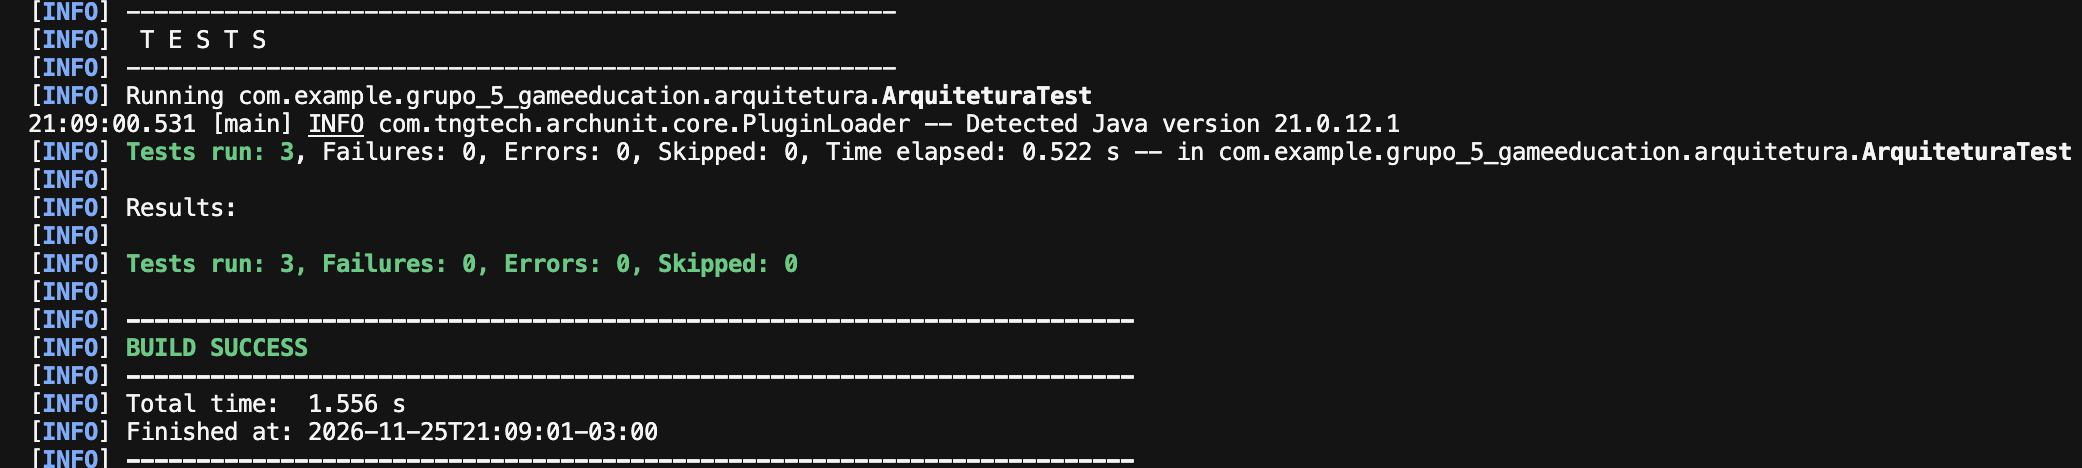 [INFO] -------------------------------------------------------
[INFO]  T E S T S
[INFO] -------------------------------------------------------
[INFO] Running com.example.grupo_5_gameeducation.arquitetura.ArquiteturaTest
21:09:00.531 [main] INFO com.tngtech.archunit.core.PluginLoader -- Detected Java version 21.0.12.1
[INFO] Tests run: 3, Failures: 0, Errors: 0, Skipped: 0, Time elapsed: 0.522 s -- in com.example.grupo_5_gameeducation.arquitetura.ArquiteturaTest
[INFO]
[INFO] Results:
[INFO]
[INFO] Tests run: 3, Failures: 0, Errors: 0, Skipped: 0
[INFO]
[INFO] ------------------------------------------------------------------------
[INFO] BUILD SUCCESS
[INFO] ------------------------------------------------------------------------
[INFO] Total time:  1.556 s
[INFO] Finished at: 2026-11-25T21:09:01-03:00
[INFO] ------------------------------------------------------------------------